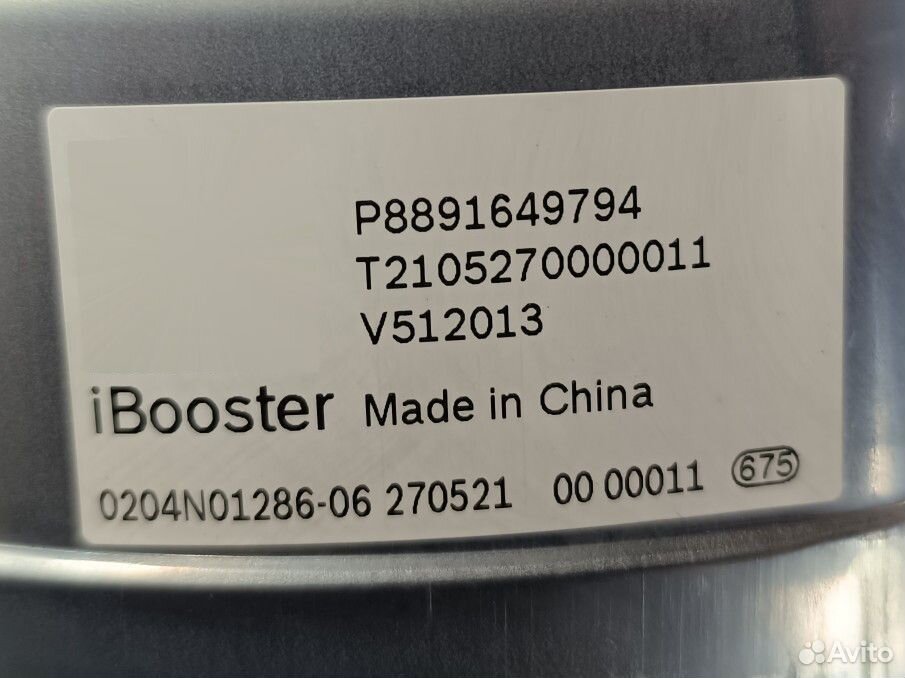 P8891649794
T2105270000011
V512013
iBooster Made in China
0204N01286-06 270521 00 00011 675
Avito